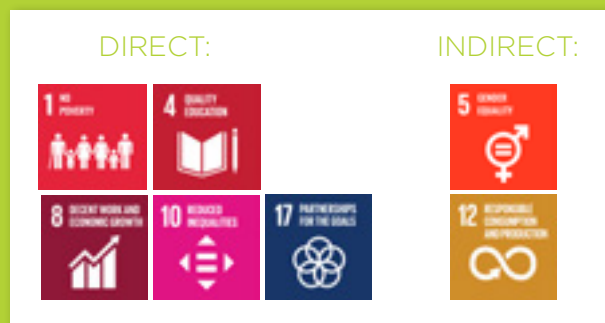 DIRECT:
INDIRECT:
1 NO
POVERTY
4 QUALITY
EDUCATION
5 GENDER
EQUALITY
8 DECENT WORK AND
ECONOMIC GROWTH
10 REDUCED
INEQUALITIES
17 PARTNERSHIPS
FOR THE GOALS
12 RESPONSIBLE
CONSUMPTION
AND PRODUCTION